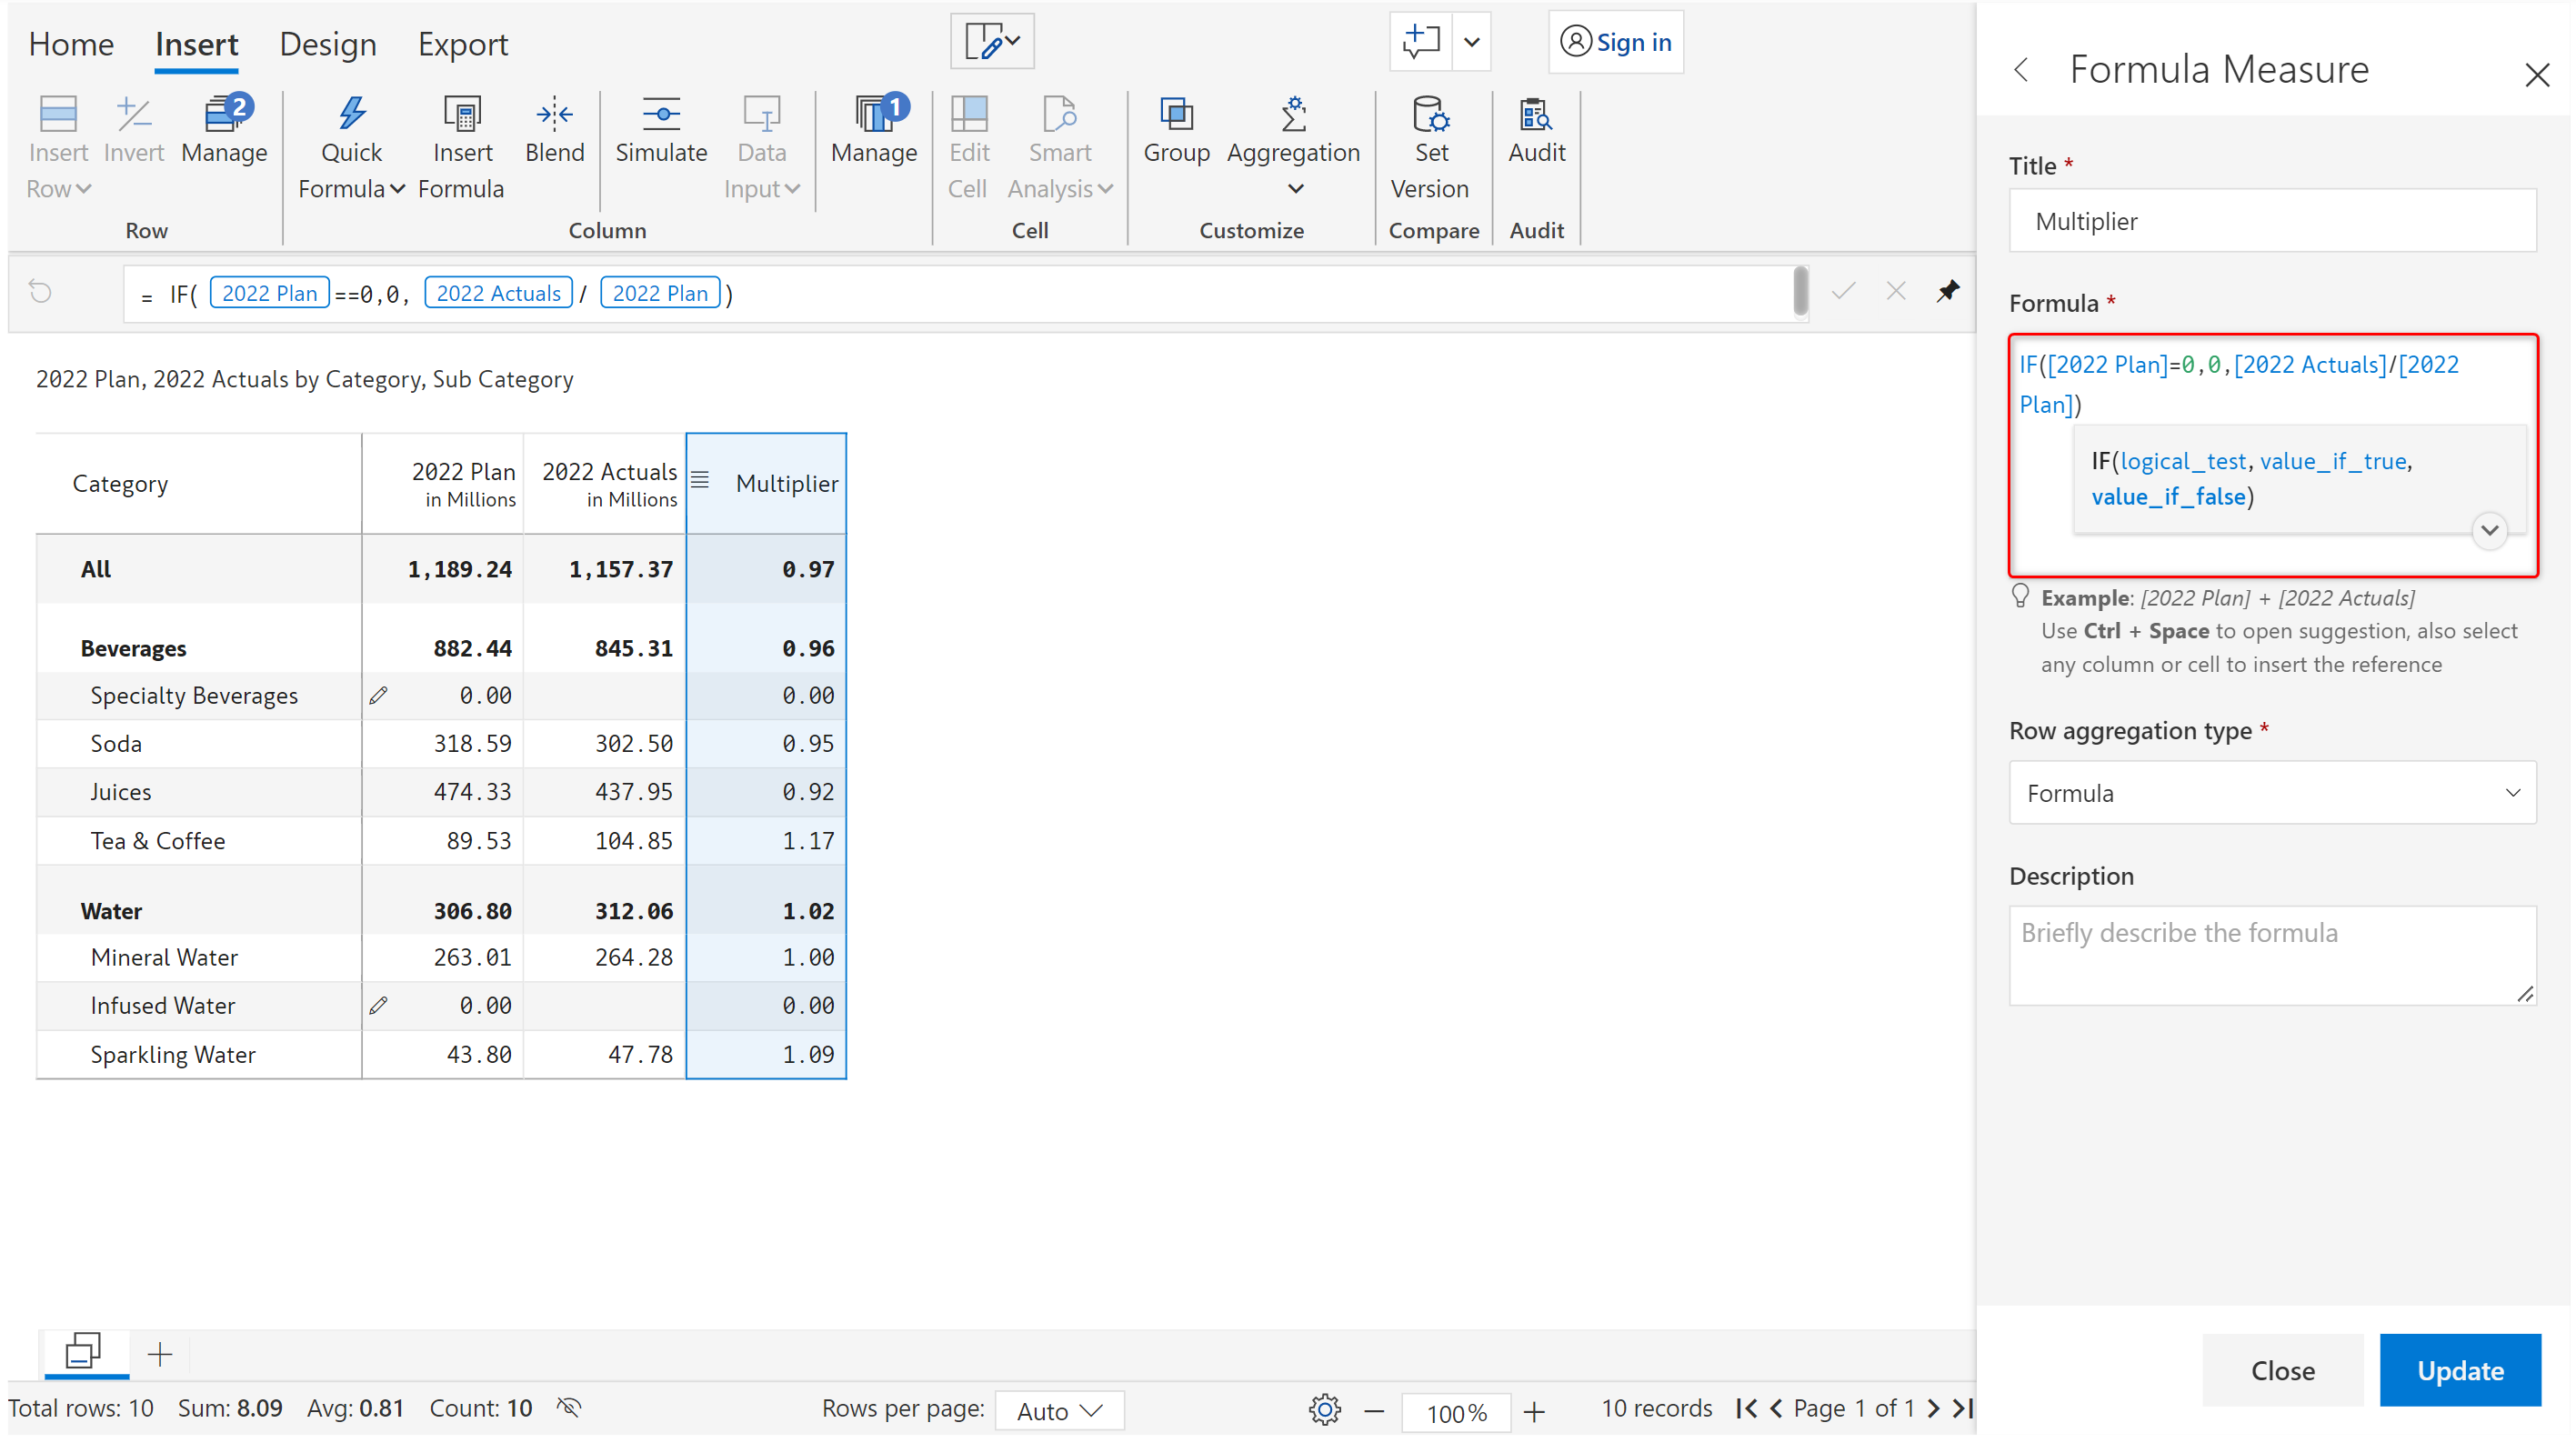 Home Insert Design Export Sign in
Insert Row Invert Manage 2 Quick Formula Insert Formula Blend Simulate Data Input Manage 1 Edit Cell Smart Analysis Group Aggregation Set Version Audit
Row Column Cell Customize Compare Audit
= IF( 2022 Plan ==0,0, 2022 Actuals / 2022 Plan )
2022 Plan, 2022 Actuals by Category, Sub Category
Category 2022 Plan in Millions 2022 Actuals in Millions Multiplier
All 1,189.24 1,157.37 0.97
Beverages 882.44 845.31 0.96
Specialty Beverages 0.00 0.00
Soda 318.59 302.50 0.95
Juices 474.33 437.95 0.92
Tea & Coffee 89.53 104.85 1.17
Water 306.80 312.06 1.02
Mineral Water 263.01 264.28 1.00
Infused Water 0.00 0.00
Sparkling Water 43.80 47.78 1.09
Total rows: 10 Sum: 8.09 Avg: 0.81 Count: 10 Rows per page: Auto 100% 10 records Page 1 of 1
Formula Measure
Title *
Multiplier
Formula *
IF([2022 Plan]=0,0,[2022 Actuals]/[2022
Plan])
IF(logical_test, value_if_true,
value_if_false)
Example: [2022 Plan] + [2022 Actuals]
Use Ctrl + Space to open suggestion, also select
any column or cell to insert the reference
Row aggregation type *
Formula
Description
Briefly describe the formula
Close Update